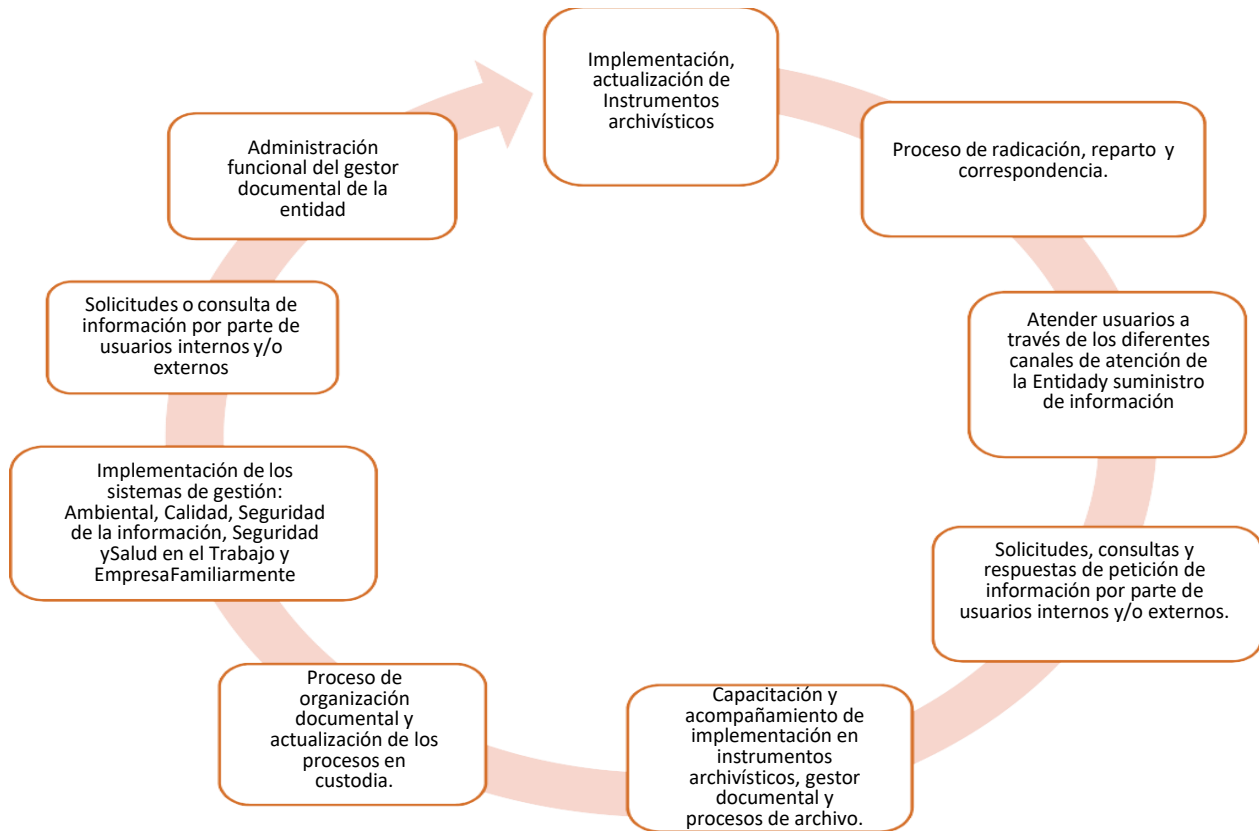 Implementación,
actualización de
Instrumentos
archivísticos
Proceso de radicación, reparto y
correspondencia.
Atender usuarios a
través de los diferentes
canales de atención de
la Entidady suministro
de información
Solicitudes, consultas y
respuestas de petición de
información por parte de
usuarios internos y/o externos.
Capacitación y
acompañamiento de
implementación en
instrumentos
archivísticos, gestor
documental y
procesos de archivo.
Proceso de
organización
documental y
actualización de los
procesos en
custodia.
Implementación de los
sistemas de gestión:
Ambiental, Calidad, Seguridad
de la información, Seguridad
ySalud en el Trabajo y
EmpresaFamiliarmente
Solicitudes o consulta de
información por parte de
usuarios internos y/o
externos
Administración
funcional del gestor
documental de la
entidad